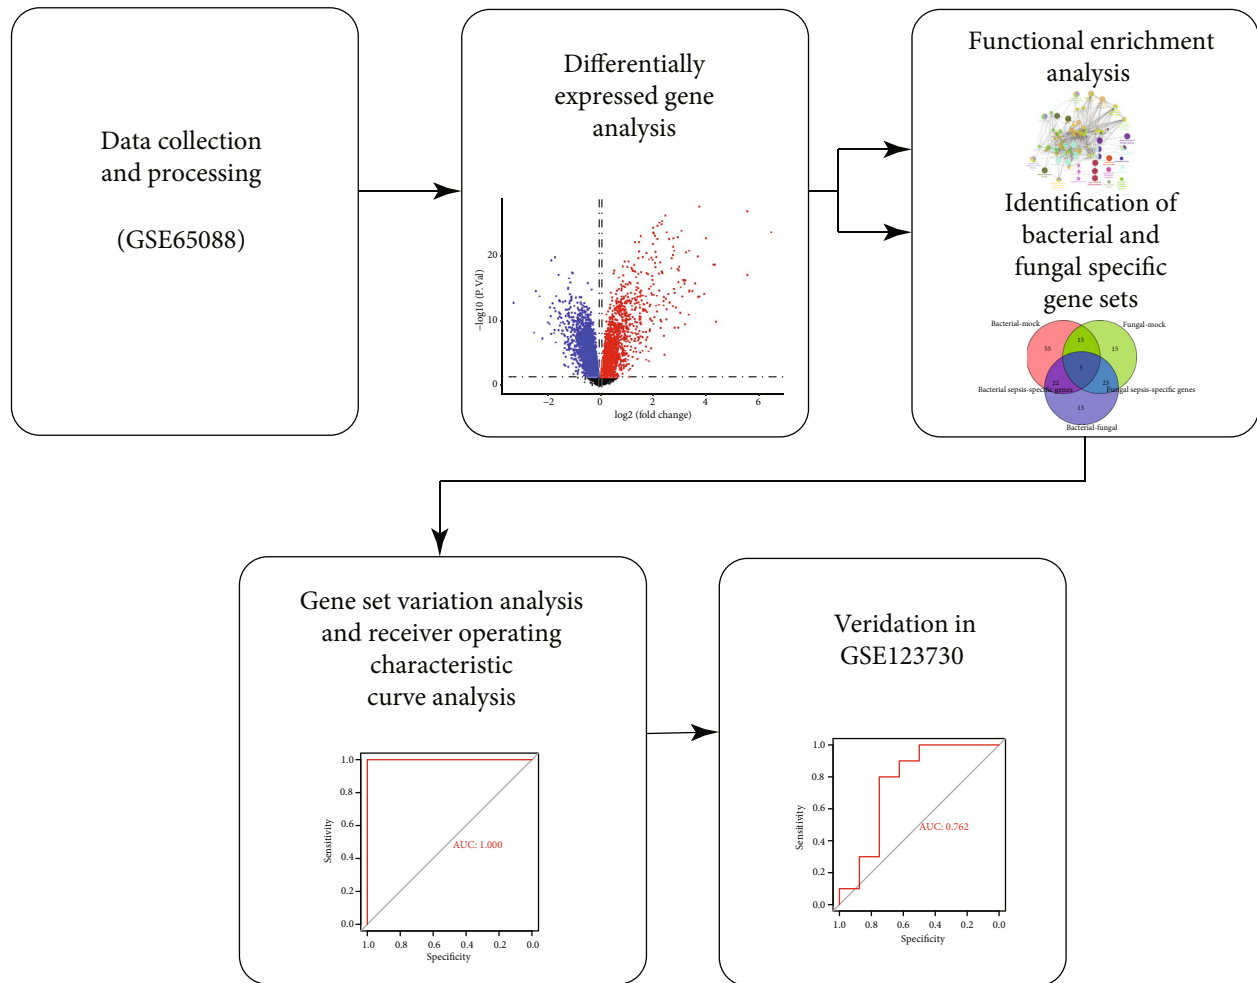 Data collection
and processing
(GSE65088)
Differentially
expressed gene
analysis
−log10 (P. Val)
20
10
0
−2
0
2
4
6
log2 (fold change)
Functional enrichment
analysis
Identification of
bacterial and
fungal specific
gene sets
Bacterial-mock
Fungal-mock
55
15
15
3
22
23
Bacterial sepsis-specific genes
Fungal sepsis-specific genes
13
Bacterial-fungal
Gene set variation analysis
and receiver operating
characteristic
curve analysis
Sensitivity
1.0
0.8
0.6
0.4
0.2
0.0
AUC: 1.000
1.0
0.8
0.6
0.4
0.2
0.0
Specificity
Veridation in
GSE123730
Sensitivity
1.0
0.8
0.6
0.4
0.2
0.0
AUC: 0.762
1.0
0.8
0.6
0.4
0.2
0.0
Specificity